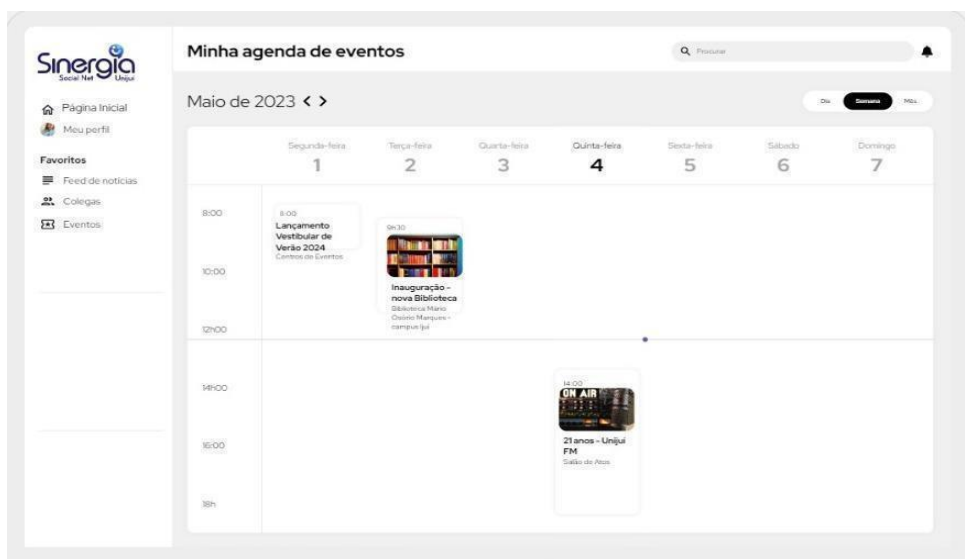 Sinergia
Social Net Unijuí
Página Inicial
Meu perfil
Favoritos
Feed de notícias
Colegas
Eventos
Minha agenda de eventos
Procurar
Maio de 2023 < >
Dia Semana Mês
Segunda-feira Terça-feira Quarta-feira Quinta-feira Sexta-feira Sábado Domingo
1 2 3 4 5 6 7
8:00
10:00
12h00
14h00
16:00
18h
8:00
Lançamento
Vestibular de
Verão 2024
Centros de Eventos
9h30
Inauguração -
nova Biblioteca
Biblioteca Mário
Osório Marques -
campus Ijuí
14:00
ON AIR
21 anos - Unijuí
FM
Salão de Atos